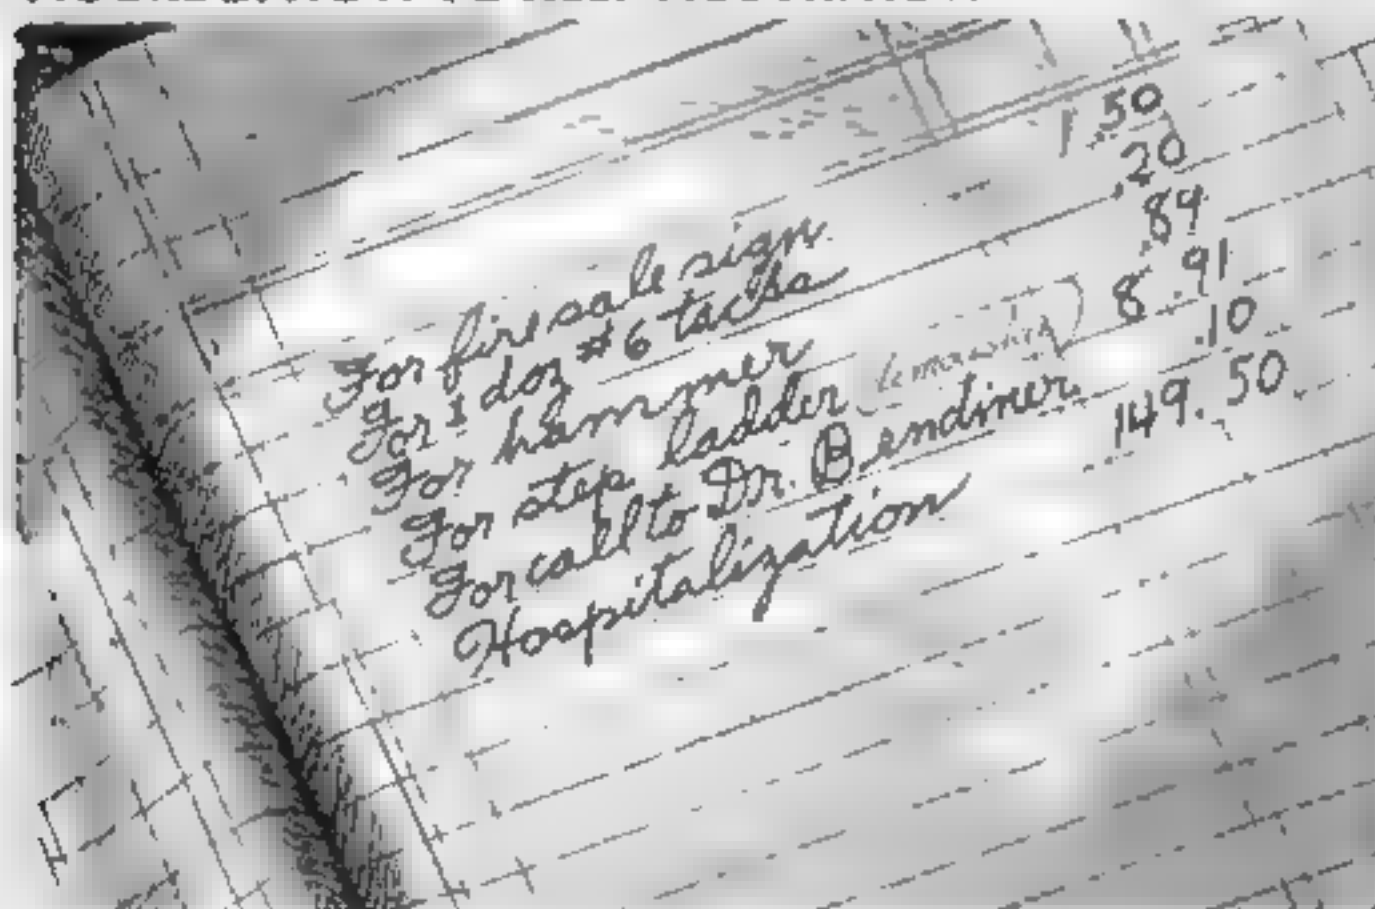 For fire sale sign 1.50
For 1 doz #6 tacks .20
For hammer .89
For step ladder 8.91
For call to Dr. Bendiner .10
Hospitalization 149.50